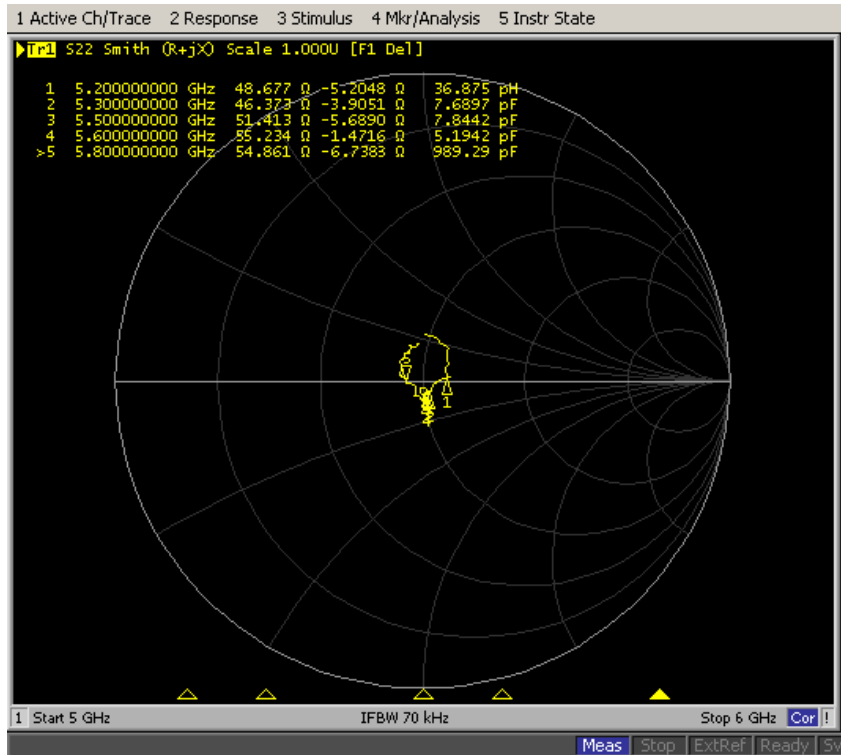 1 Active Ch/Trace 2 Response 3 Stimulus 4 Mkr/Analysis 5 Instr State
Tr1 S22 Smith (R+jX) Scale 1.000U [F1 Del]
1 5.200000000 GHz 48.677 Ω -5.2048 Ω 36.875 pH
2 5.300000000 GHz 46.373 Ω -3.9051 Ω 7.6897 pF
3 5.500000000 GHz 51.413 Ω -5.6890 Ω 7.8442 pF
4 5.600000000 GHz 55.234 Ω -1.4716 Ω 5.1942 pF
>5 5.800000000 GHz 54.861 Ω -6.7383 Ω 989.29 pF
1
1 Start 5 GHz IFBW 70 kHz Stop 6 GHz Cor !
Meas Stop ExtRef Ready Sv